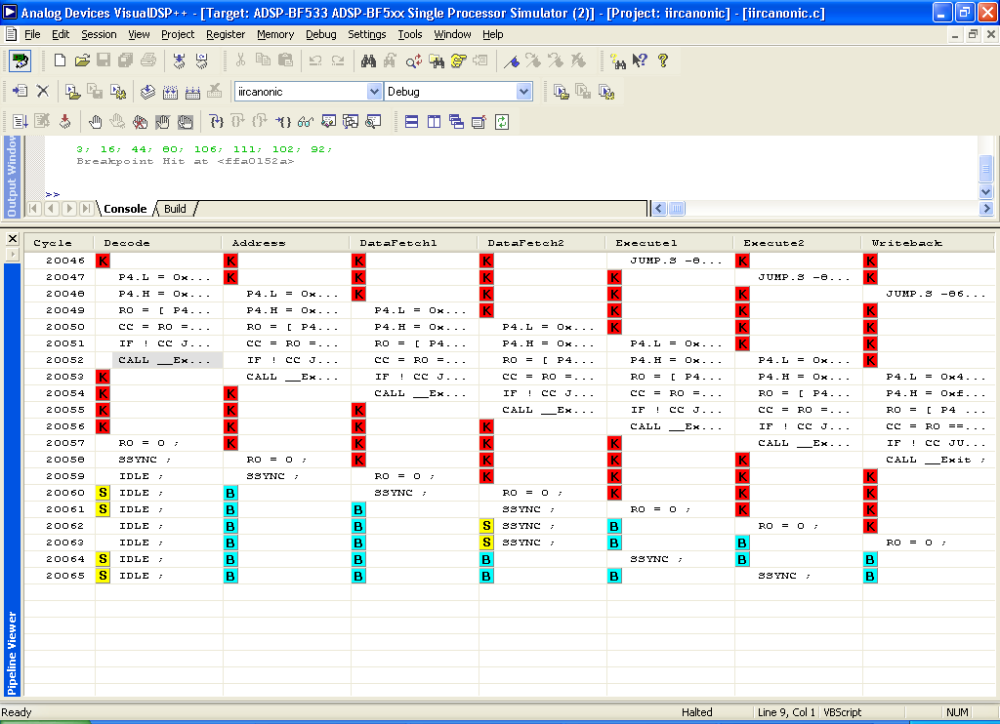 Analog Devices VisualDSP++ - [Target: ADSP-BF533 ADSP-BF5xx Single Processor Simulator (2)] - [Project: iircanonic] - [iircanonic.c]
File Edit Session View Project Register Memory Debug Settings Tools Window Help
iircanonic Debug
Output Window
3; 16; 44; 80; 106; 111; 102; 92;
Breakpoint Hit at <ffa0152a>
>>
Console Build
Cycle Decode Address DataFetch1 DataFetch2 Execute1 Execute2 Writeback
20046 K K K K JUMP.S -8... K K
20047 P4.L = 0x... K K K K JUMP.S -8... K
20048 P4.H = 0x... P4.L = 0x... K K K K JUMP.S -86...
20049 R0 = [ P4... P4.H = 0x... P4.L = 0x... K K K K
20050 CC = R0 =... R0 = [ P4... P4.H = 0x... P4.L = 0x... K K K
20051 IF ! CC J... CC = R0 =... R0 = [ P4... P4.H = 0x... P4.L = 0x... K K
20052 CALL __Ex... IF ! CC J... CC = R0 =... R0 = [ P4... P4.H = 0x... P4.L = 0x... K
20053 K CALL __Ex... IF ! CC J... CC = R0 =... R0 = [ P4... P4.H = 0x... P4.L = 0x4...
20054 K K CALL __Ex... IF ! CC J... CC = R0 =... R0 = [ P4... P4.H = 0xf...
20055 K K K CALL __Ex... IF ! CC J... CC = R0 =... R0 = [ P4 ...
20056 K K K K CALL __Ex... IF ! CC J... CC = R0 ==...
20057 R0 = 0 ; K K K K CALL __Ex... IF ! CC JU...
20058 SSYNC ; R0 = 0 ; K K K K CALL __Exit ;
20059 IDLE ; SSYNC ; R0 = 0 ; K K K K
20060 S IDLE ; B SSYNC ; R0 = 0 ; K K K
20061 S IDLE ; B B SSYNC ; R0 = 0 ; K K
20062 IDLE ; B B S SSYNC ; B R0 = 0 ; K
20063 IDLE ; B B S SSYNC ; B B R0 = 0 ;
20064 S IDLE ; B B B SSYNC ; B B
20065 S IDLE ; B B B B SSYNC ; B
Pipeline Viewer
Ready Halted Line 9, Col 1 VBScript NUM